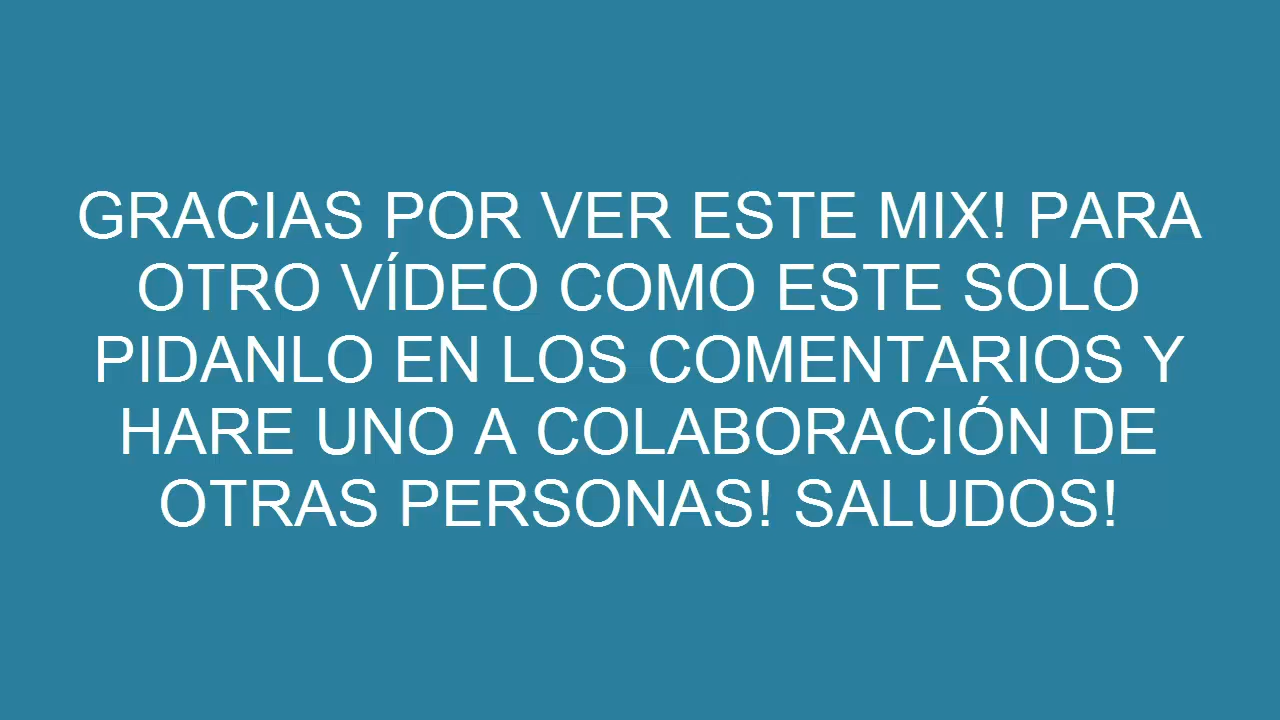 GRACIAS POR VER ESTE MIX! PARA
OTRO VÍDEO COMO ESTE SOLO
PIDANLO EN LOS COMENTARIOS Y
HARE UNO A COLABORACIÓN DE
OTRAS PERSONAS! SALUDOS!